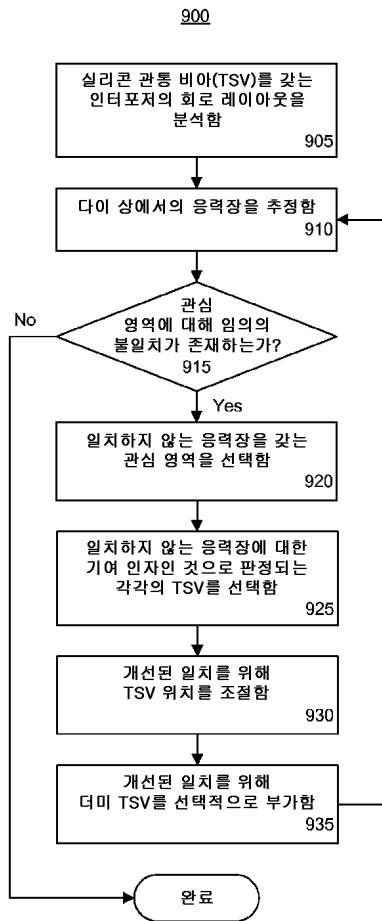 900
실리콘 관통 비아(TSV)를 갖는
인터포저의 회로 레이아웃을
분석함
905
다이 상에서의 응력장을 추정함
910
관심
영역에 대해 임의의
불일치가 존재하는가?
915
No
Yes
일치하지 않는 응력장을 갖는
관심 영역을 선택함
920
일치하지 않는 응력장에 대한
기여 인자인 것으로 판정되는
각각의 TSV를 선택함
925
개선된 일치를 위해
TSV 위치를 조절함
930
개선된 일치를 위해
더미 TSV를 선택적으로 부가함
935
완료